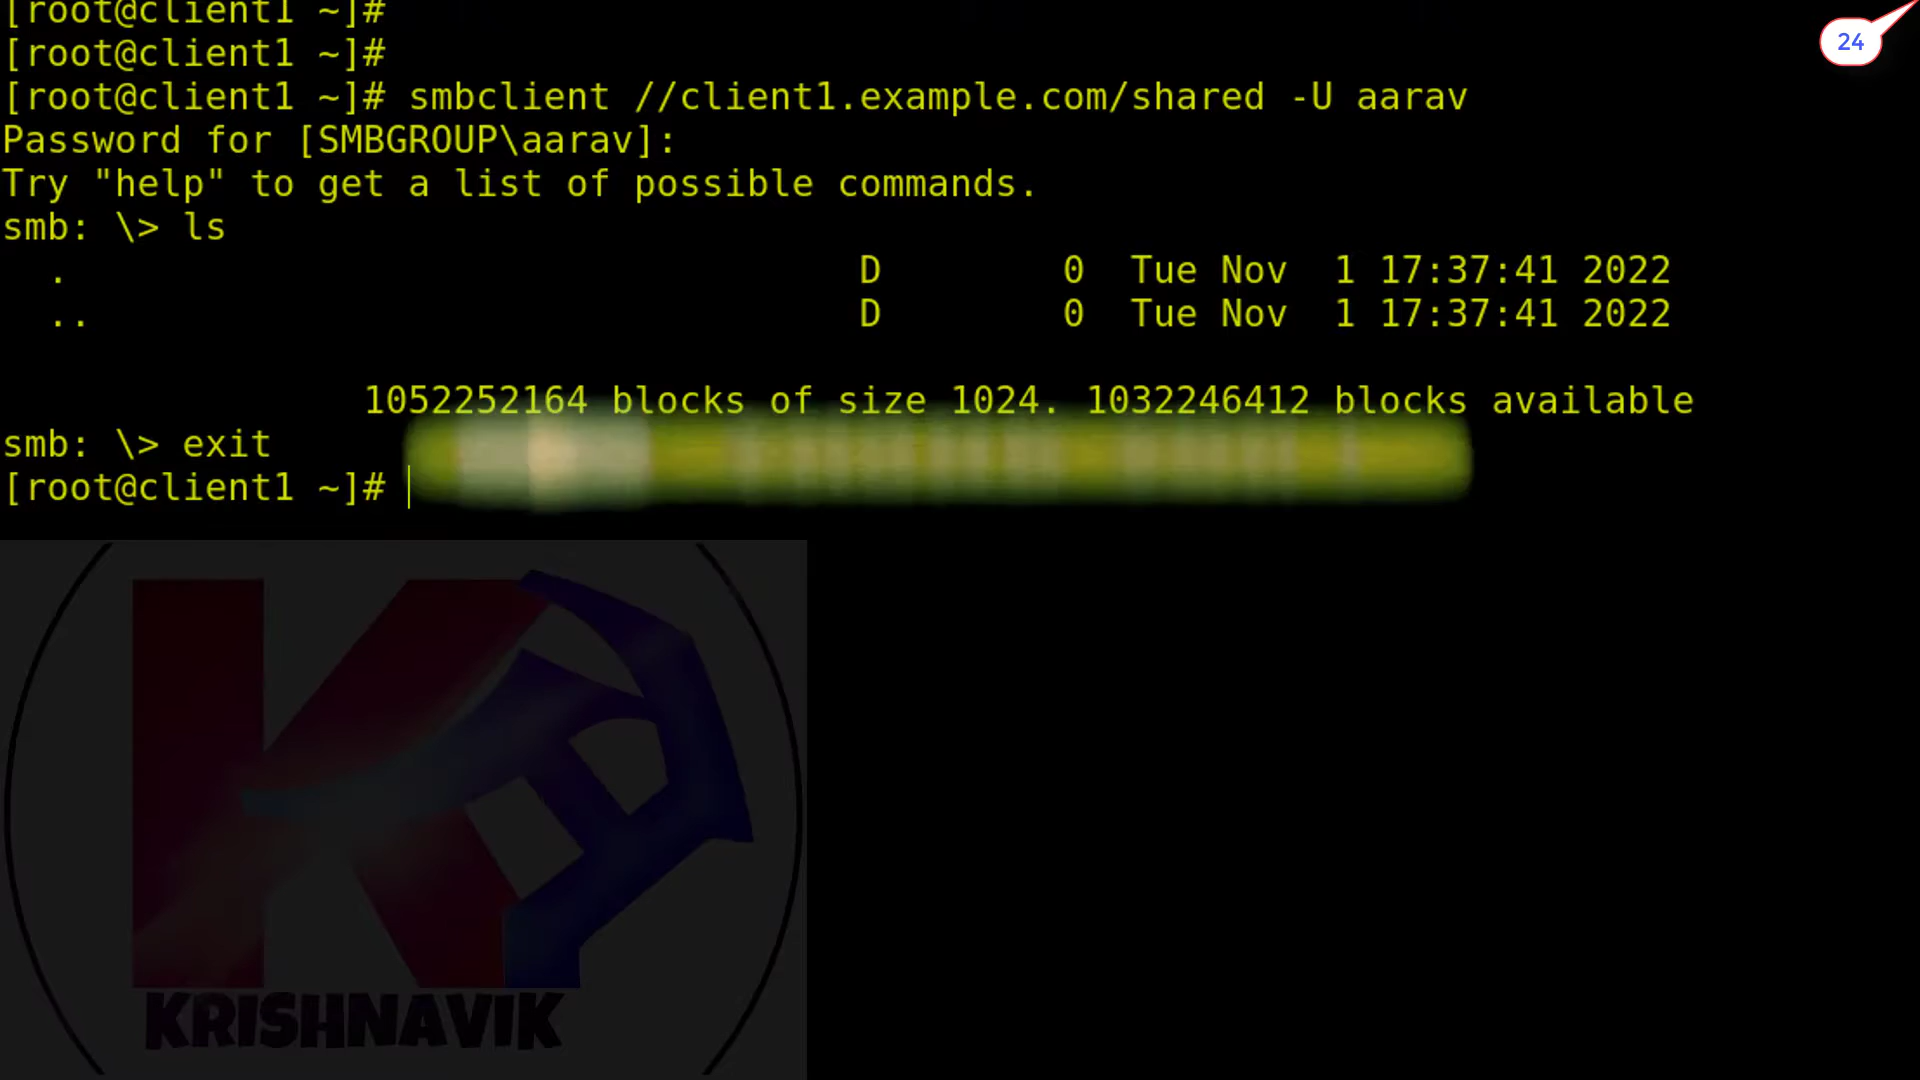 [root@client1 ~]#
[root@client1 ~]#
[root@client1 ~]# smbclient //client1.example.com/shared -U aarav
Password for [SMBGROUP\aarav]:
Try "help" to get a list of possible commands.
smb: \> ls
  .                                   D        0  Tue Nov  1 17:37:41 2022
  ..                                  D        0  Tue Nov  1 17:37:41 2022
1052252164 blocks of size 1024. 1032246412 blocks available
smb: \> exit
[root@client1 ~]#
24
KRISHNAVIK